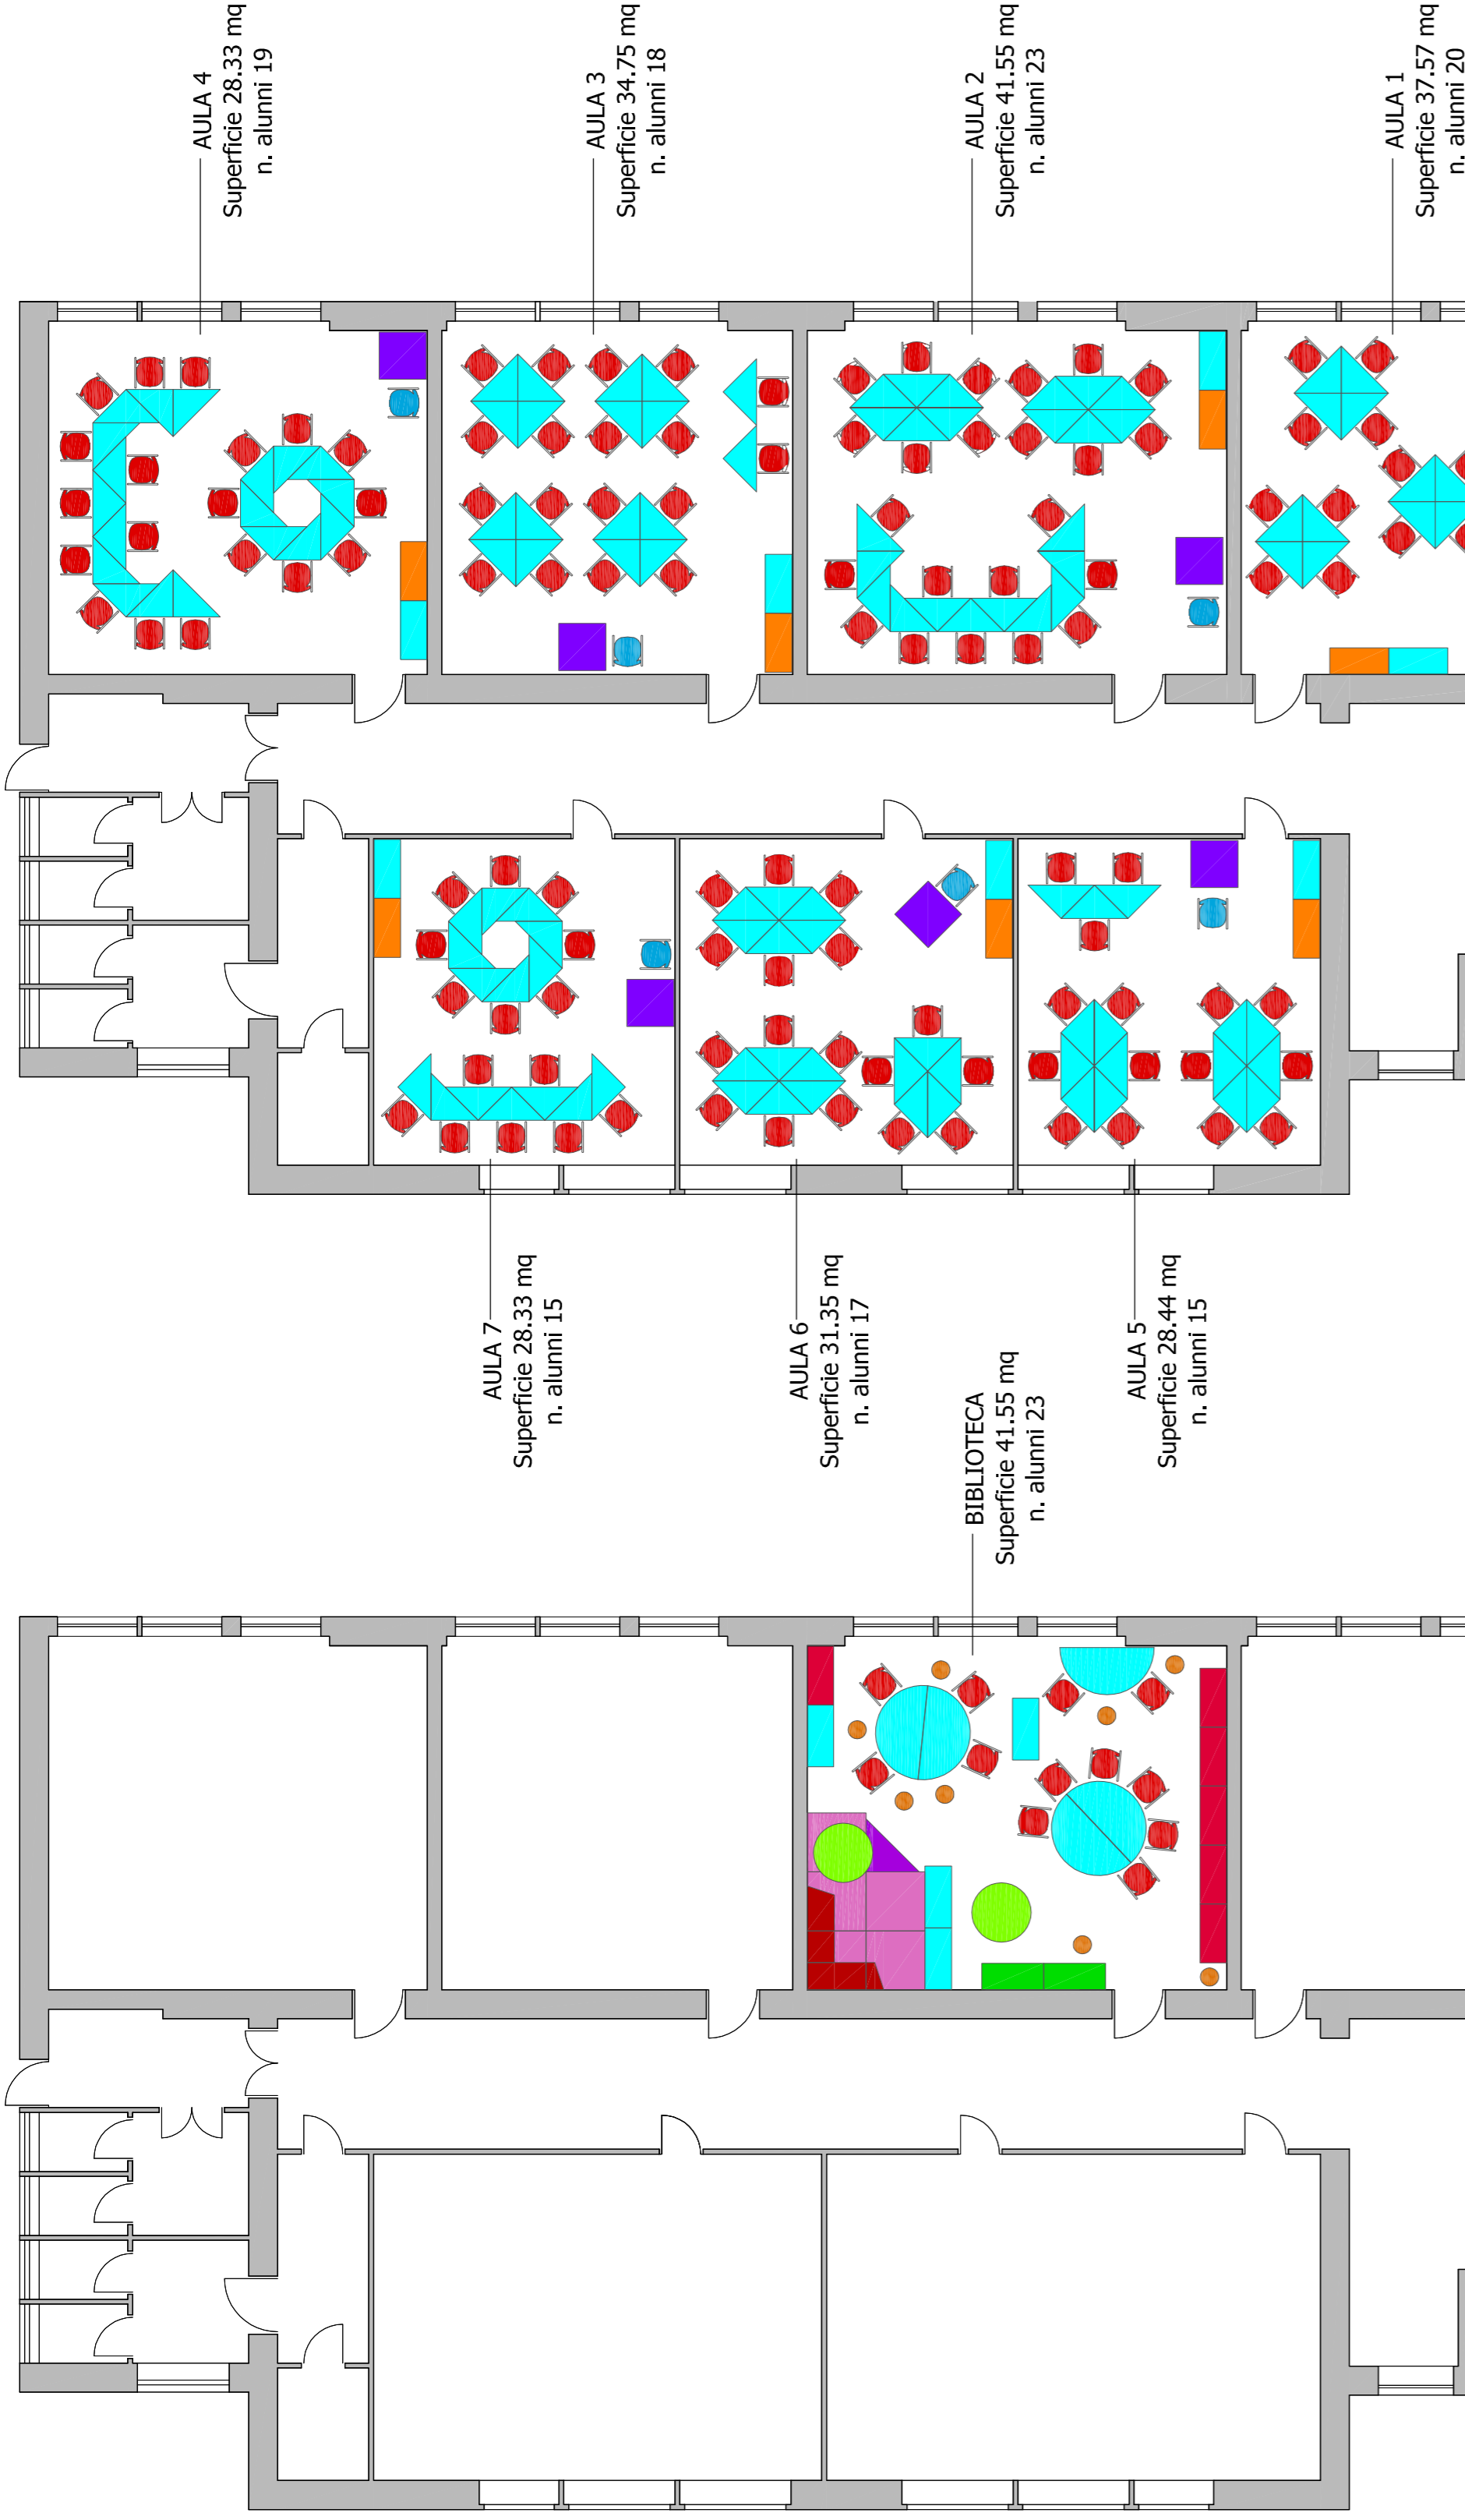 AULA 4
Superficie 28.33 mq
n. alunni 19
AULA 3
Superficie 34.75 mq
n. alunni 18
AULA 2
Superficie 41.55 mq
n. alunni 23
AULA 1
Superficie 37.57 mq
n. alunni 20
AULA 7
Superficie 28.33 mq
n. alunni 15
AULA 6
Superficie 31.35 mq
n. alunni 17
AULA 5
Superficie 28.44 mq
n. alunni 15
BIBLIOTECA
Superficie 41.55 mq
n. alunni 23